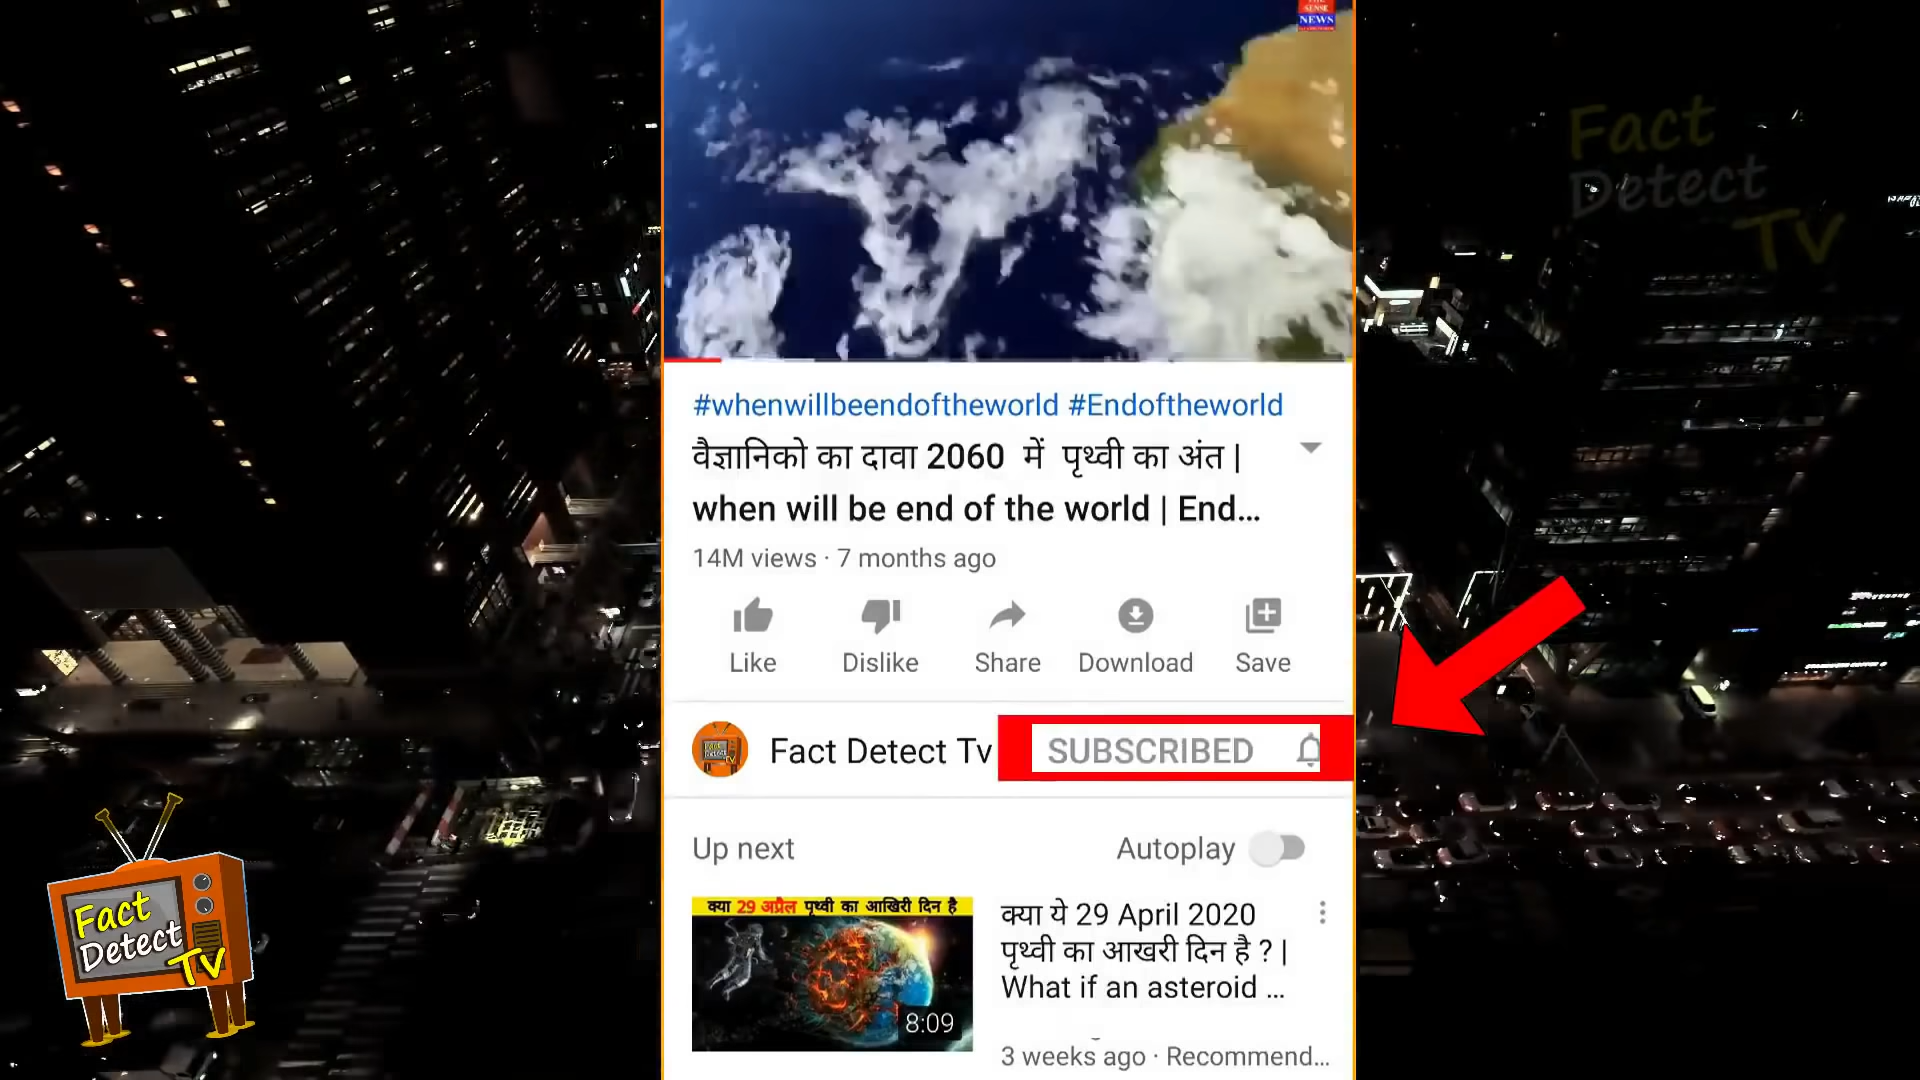 SENSE
NEWS
Fact
Detect
Tv
#whenwillbeendoftheworld #Endoftheworld
वैज्ञानिको का दावा 2060 में पृथ्वी का अंत |
when will be end of the world | End...
14M views · 7 months ago
Like Dislike Share Download Save
Fact Detect Tv SUBSCRIBED
Up next Autoplay
क्या 29 अप्रैल पृथ्वी का आखिरी दिन है
8:09
क्या ये 29 April 2020
पृथ्वी का आखरी दिन है ? |
What if an asteroid ...
3 weeks ago · Recommend...
Fact
Detect
Tv